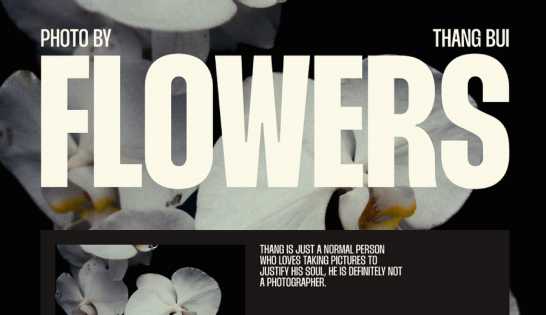 PHOTO BY THANG BUI
FLOWERS
THANG IS JUST A NORMAL PERSON
WHO LOVES TAKING PICTURES TO
JUSTIFY HIS SOUL, HE IS DEFINITELY NOT
A PHOTOGRAPHER.